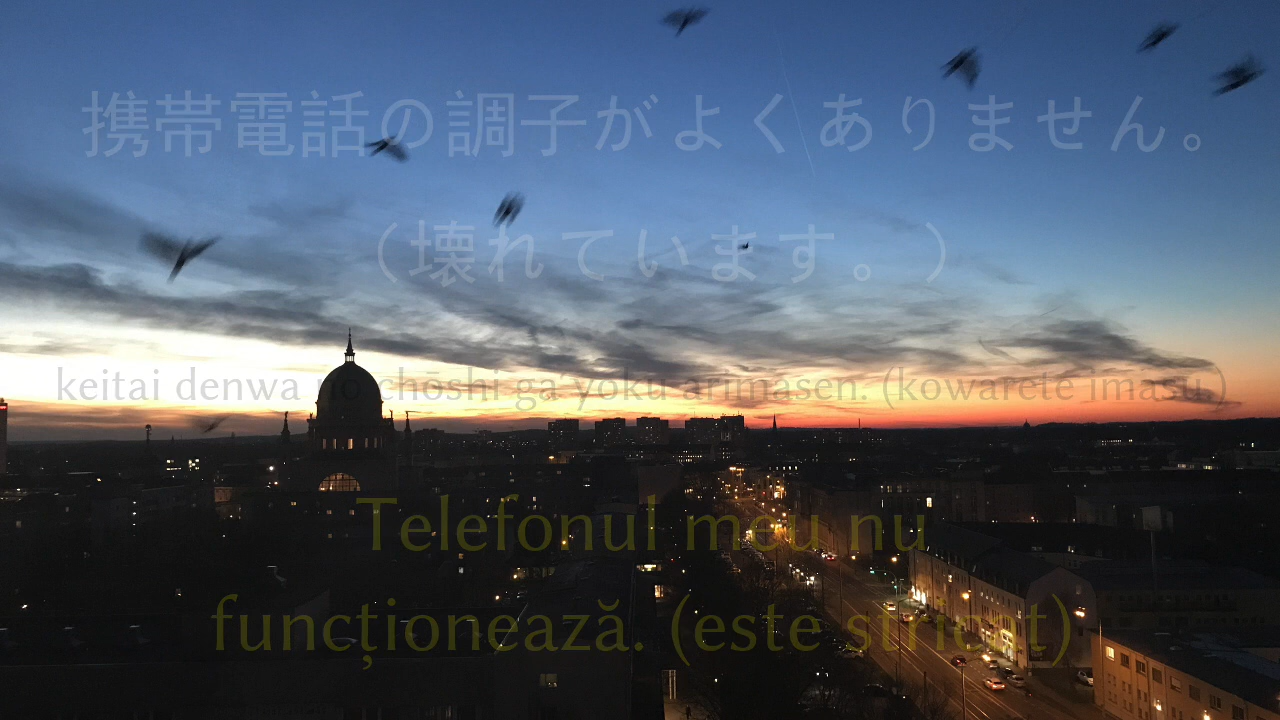 携帯電話の調子がよくありません。
（壊れています。）
keitai denwa no chōshi ga yoku arimasen. (kowarete imasu)
Telefonul meu nu
funcționează. (este stricat)